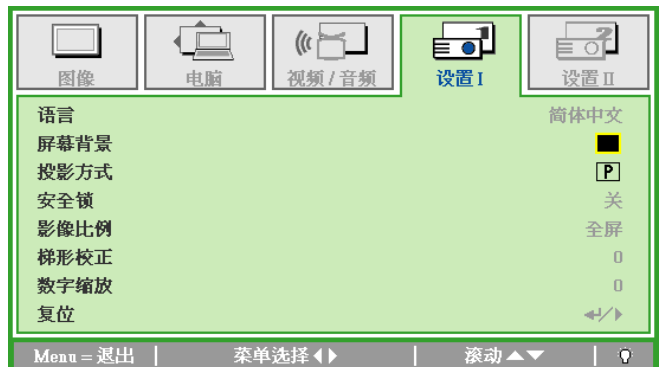 图像 电脑 视频 / 音频 设置 I 设置 II
语言 简体中文
屏幕背景
投影方式 P
安全锁 关
影像比例 全屏
梯形校正 0
数字缩放 0
复位
Menu = 退出 菜单选择 滚动